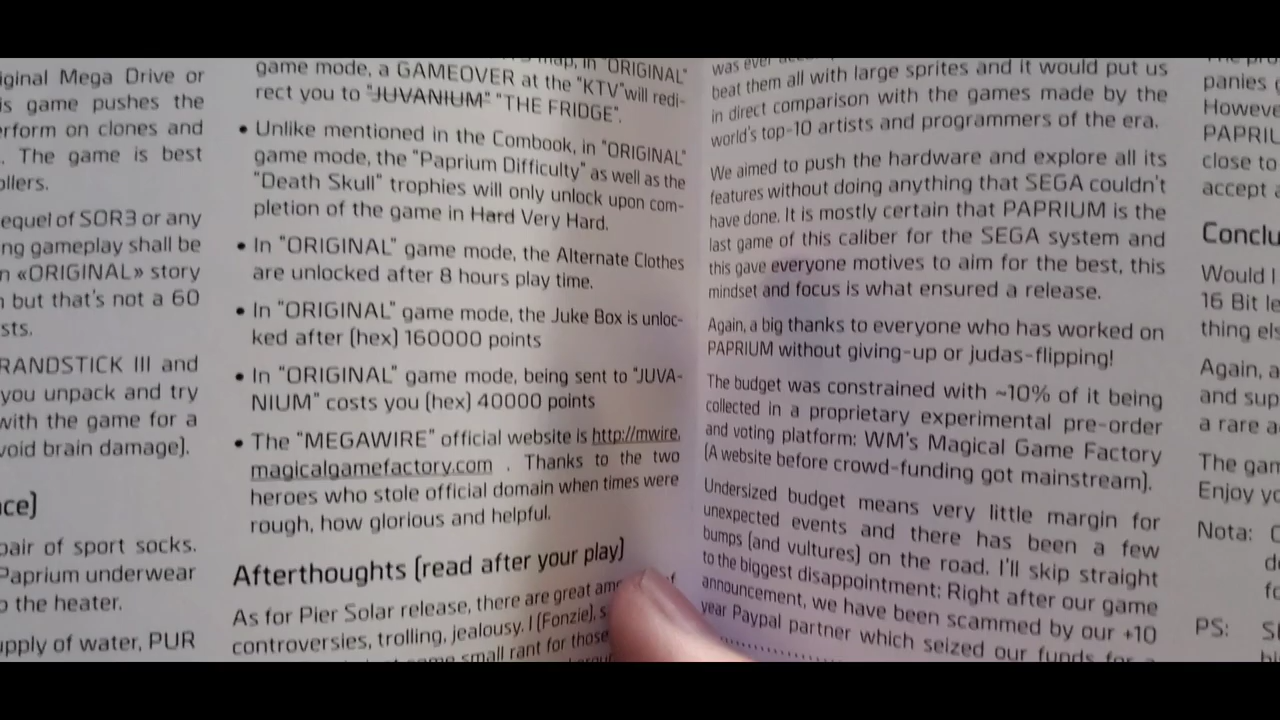 iginal Mega Drive or
is game pushes the
erform on clones and
. The game is best
ollers.
equel of SOR3 or any
ing gameplay shall be
n «ORIGINAL» story
n but that's not a 60
sts.
RANDSTICK III and
you unpack and try
with the game for a
void brain damage).
ce)
pair of sport socks.
Paprium underwear
o the heater.
upply of water, PUR
map, in "ORIGINAL"
game mode, a GAMEOVER at the "KTV"will redi-
rect you to "JUVANIUM" "THE FRIDGE".
• Unlike mentioned in the Combook, in "ORIGINAL"
game mode, the "Paprium Difficulty" as well as the
"Death Skull" trophies will only unlock upon com-
pletion of the game in Hard Very Hard.
• In "ORIGINAL" game mode, the Alternate Clothes
are unlocked after 8 hours play time.
• In "ORIGINAL" game mode, the Juke Box is unloc-
ked after (hex) 160000 points
• In "ORIGINAL" game mode, being sent to "JUVA-
NIUM" costs you (hex) 40000 points
• The "MEGAWIRE" official website is http://mwire.
magicalgamefactory.com . Thanks to the two
heroes who stole official domain when times were
rough, how glorious and helpful.
Afterthoughts (read after your play)
As for Pier Solar release, there are great am of
controversies, trolling, jealousy. I (Fonzie), s
small rant for those
was ever
beat them all with large sprites and it would put us
in direct comparison with the games made by the
world's top-10 artists and programmers of the era.
We aimed to push the hardware and explore all its
features without doing anything that SEGA couldn't
have done. It is mostly certain that PAPRIUM is the
last game of this caliber for the SEGA system and
this gave everyone motives to aim for the best, this
mindset and focus is what ensured a release.
Again, a big thanks to everyone who has worked on
PAPRIUM without giving-up or judas-flipping!
The budget was constrained with ~10% of it being
collected in a proprietary experimental pre-order
and voting platform: WM's Magical Game Factory
(A website before crowd-funding got mainstream).
Undersized budget means very little margin for
unexpected events and there has been a few
bumps (and vultures) on the road. I'll skip straight
to the biggest disappointment: Right after our game
announcement, we have been scammed by our +10
year Paypal partner which seized our funds for a
panies
Howeve
PAPRIU
close to
accept a
Conclu
Would I
16 Bit le
thing els
Again, a
and sup
a rare a
The gam
Enjoy yo
Nota: C
de
fo
PS: S